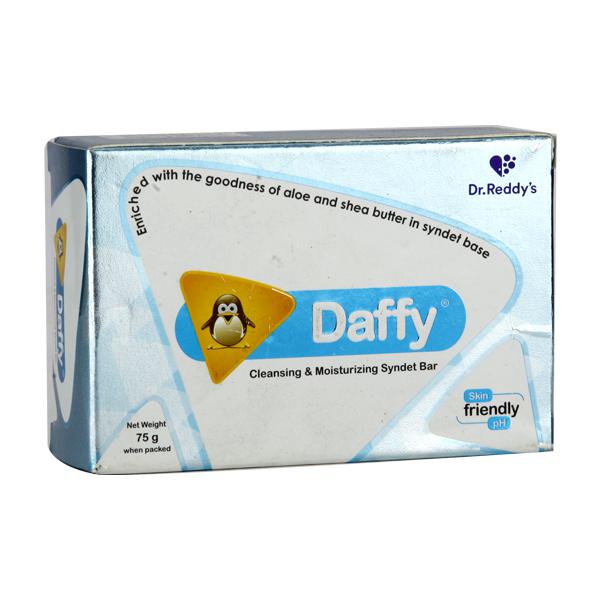 Dr.Reddy's
Enriched with the goodness of aloe and shea butter in syndet base
Daffy®
Cleansing & Moisturizing Syndet Bar
Skin
friendly
pH
Net Weight
75 g
when packed
Daffy